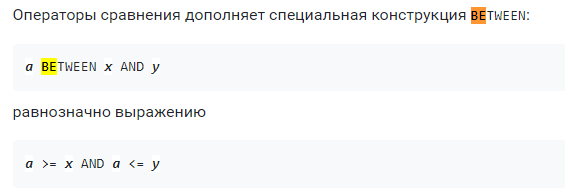 Операторы сравнения дополняет специальная конструкция BETWEEN:
a BETWEEN x AND y
равнозначно выражению
a >= x AND a <= y